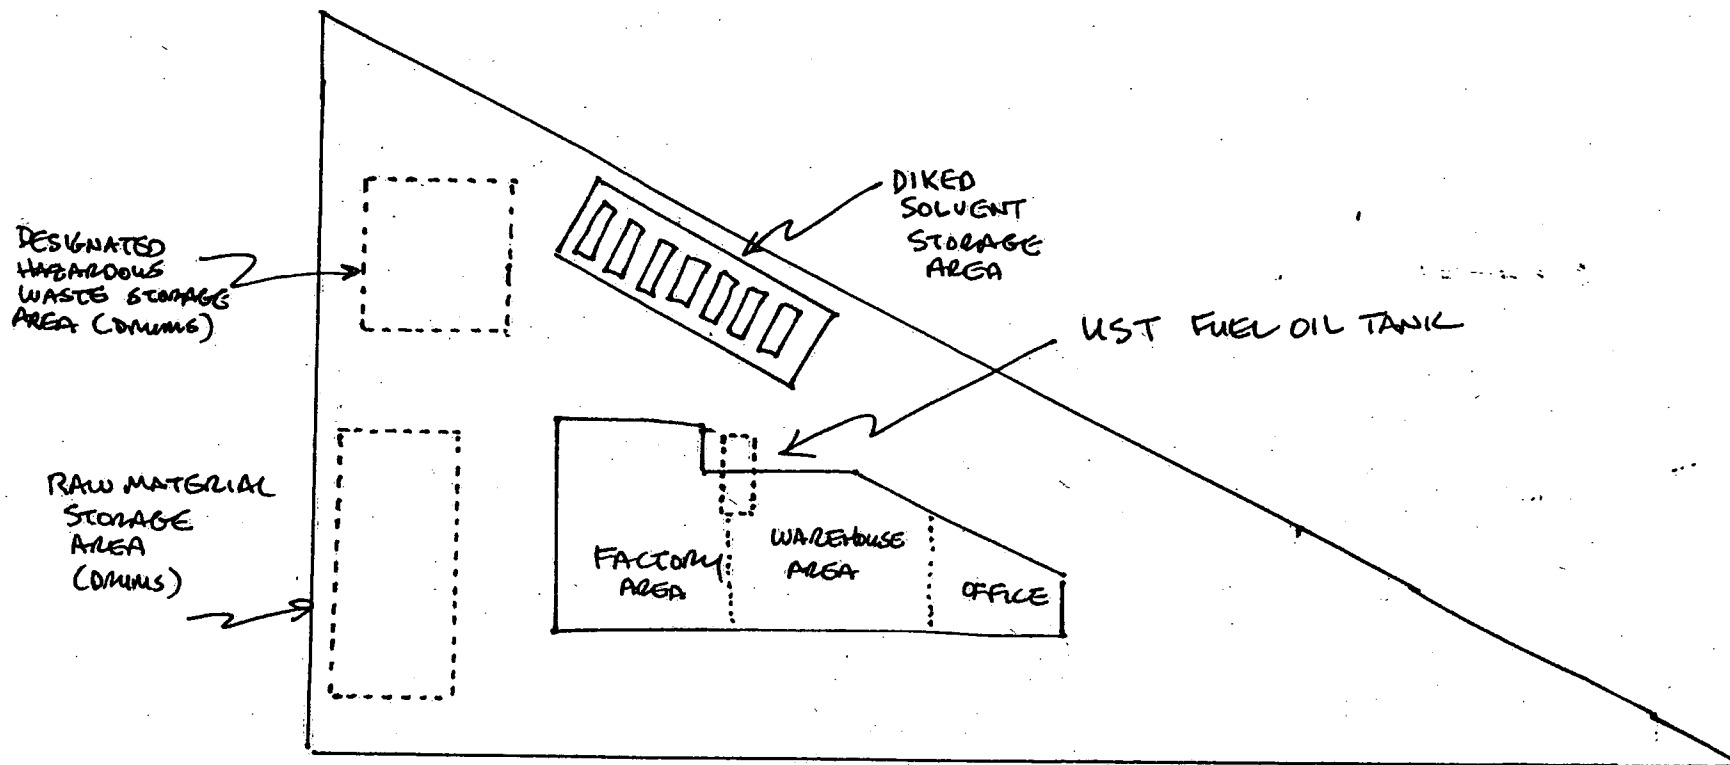 DIKED
SOLVENT
STORAGE
AREA
DESIGNATED
HAZARDOUS
WASTE STORAGE
AREA (DRUMS)
UST FUEL OIL TANK
RAW MATERIAL
STORAGE
AREA
(DRUMS)
FACTORY
AREA
WAREHOUSE
AREA
OFFICE